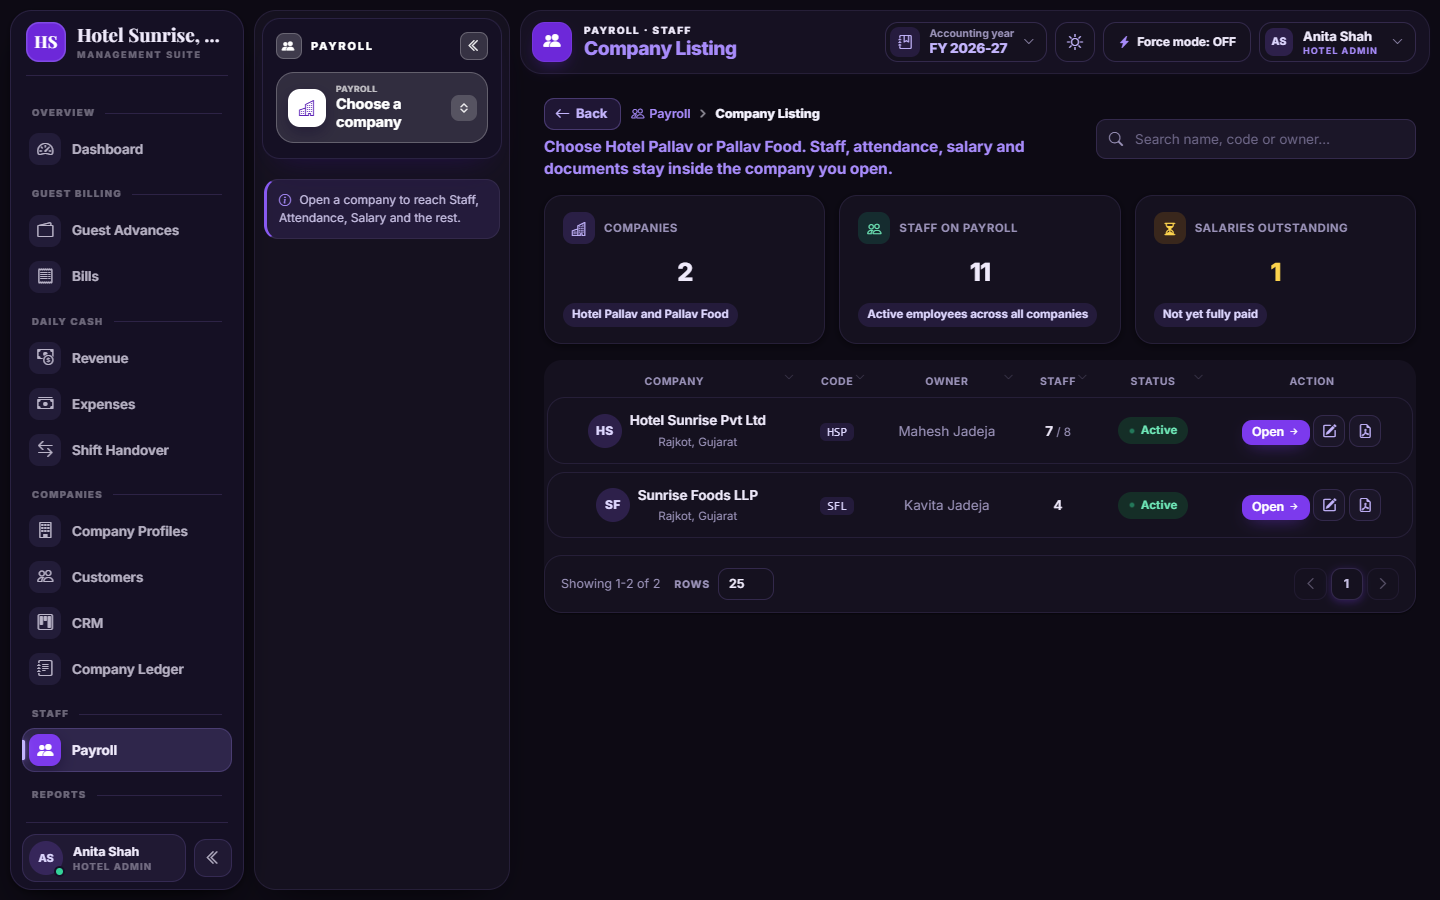 HS
Hotel Sunrise, ...
MANAGEMENT SUITE
OVERVIEW
Dashboard
GUEST BILLING
Guest Advances
Bills
DAILY CASH
Revenue
Expenses
Shift Handover
COMPANIES
Company Profiles
Customers
CRM
Company Ledger
STAFF
Payroll
REPORTS
AS
Anita Shah
HOTEL ADMIN
PAYROLL
PAYROLL
Choose a
company
Open a company to reach Staff,
Attendance, Salary and the rest.
PAYROLL · STAFF
Company Listing
Accounting year
FY 2026-27
Force mode: OFF
AS
Anita Shah
HOTEL ADMIN
Back
Payroll
Company Listing
Choose Hotel Pallav or Pallav Food. Staff, attendance, salary and
documents stay inside the company you open.
Search name, code or owner...
COMPANIES
2
Hotel Pallav and Pallav Food
STAFF ON PAYROLL
11
Active employees across all companies
SALARIES OUTSTANDING
1
Not yet fully paid
COMPANY CODE OWNER STAFF STATUS ACTION
HS Hotel Sunrise Pvt Ltd HSP Mahesh Jadeja 7 / 8 Active Open
Rajkot, Gujarat
SF Sunrise Foods LLP SFL Kavita Jadeja 4 Active Open
Rajkot, Gujarat
Showing 1-2 of 2 ROWS 25 1